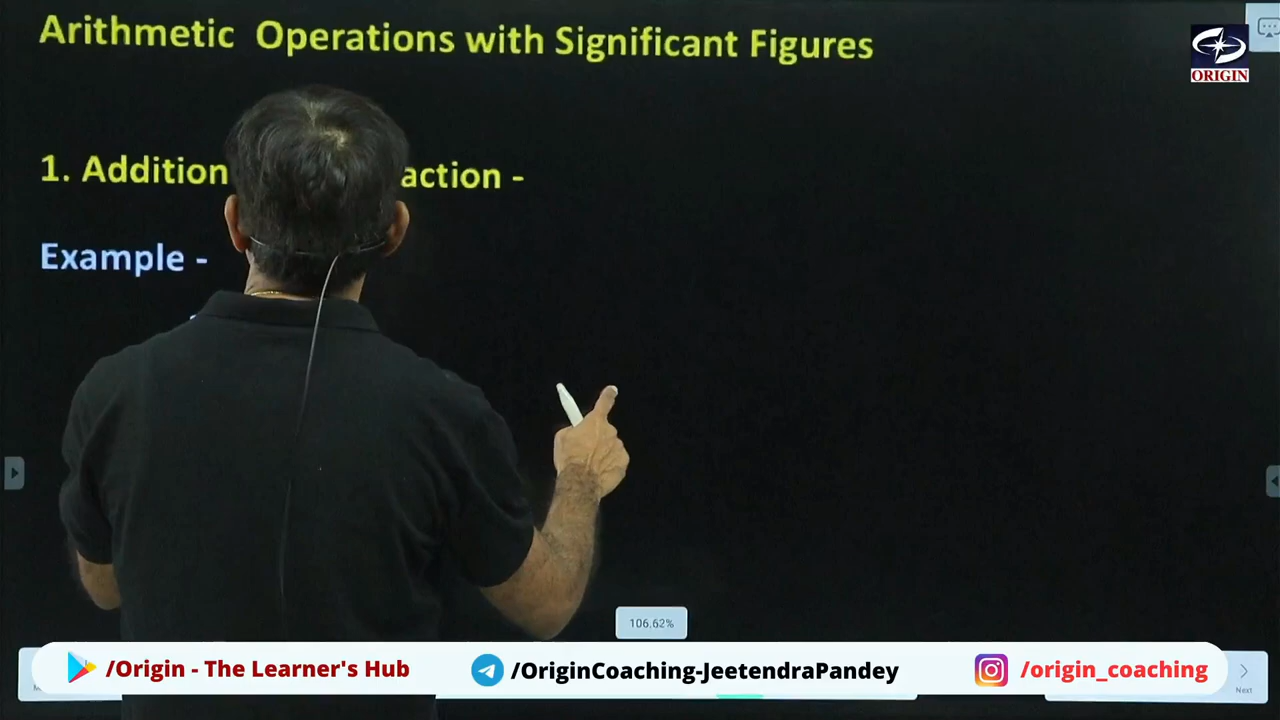 Arithmetic Operations with Significant Figures
ORIGIN
1. Addition action -
Example -
106.62%
/Origin - The Learner's Hub
/OriginCoaching-JeetendraPandey
/origin_coaching
Next